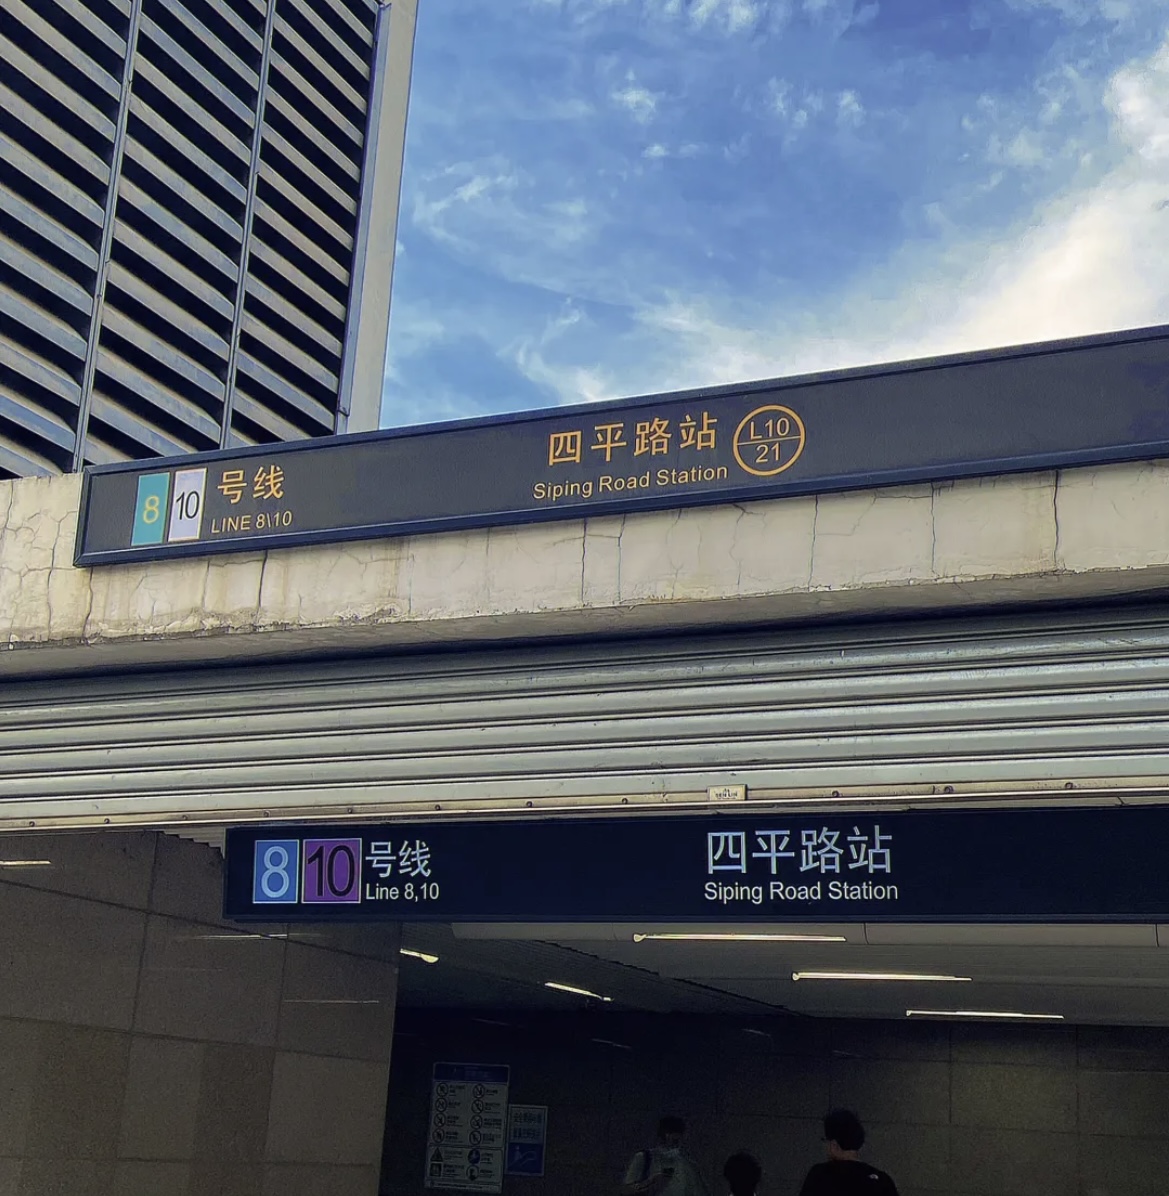 8 10 号线
LINE 8\10
四平路站
Siping Road Station
L10
21
8 10 号线
Line 8,10
四平路站
Siping Road Station